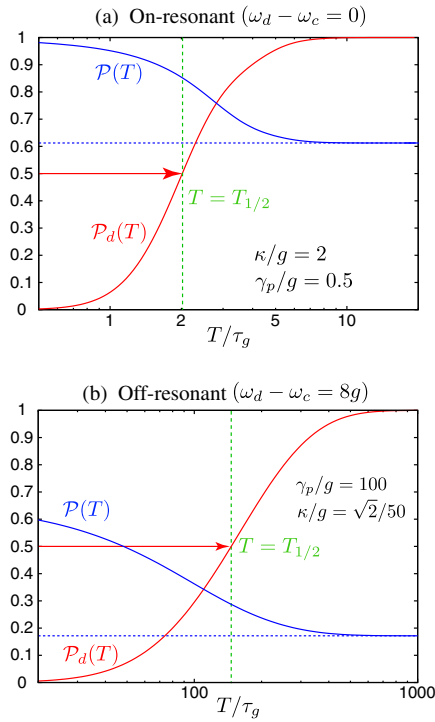 (a) On-resonant (ω_d − ω_c = 0)
1
0.9
0.8
0.7
0.6
0.5
0.4
0.3
0.2
0.1
0
P(T)
P_d(T)
T = T_{1/2}
κ/g = 2
γ_p/g = 0.5
1 2 10
T/τ_g
(b) Off-resonant (ω_d − ω_c = 8g)
1
0.9
0.8
0.7
0.6
0.5
0.4
0.3
0.2
0.1
0
γ_p/g = 100
κ/g = √2/50
P(T)
T = T_{1/2}
P_d(T)
100 1000
T/τ_g